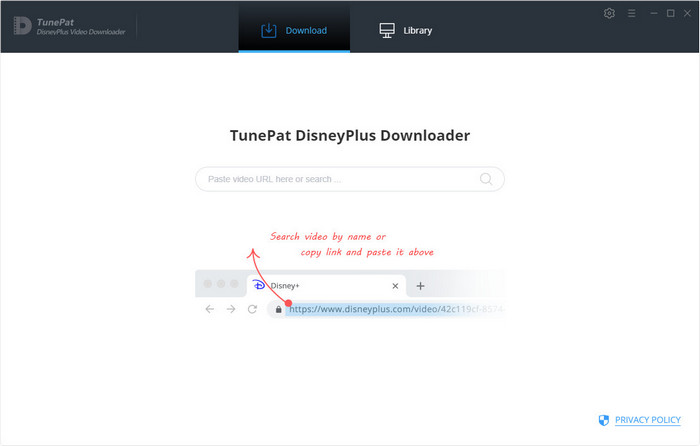 TunePat
DisneyPlus Video Downloader
Download
Library
TunePat DisneyPlus Downloader
Paste video URL here or search ...
Search video by name or
copy link and paste it above
Disney+
https://www.disneyplus.com/video/42c119cf-8574
PRIVACY POLICY